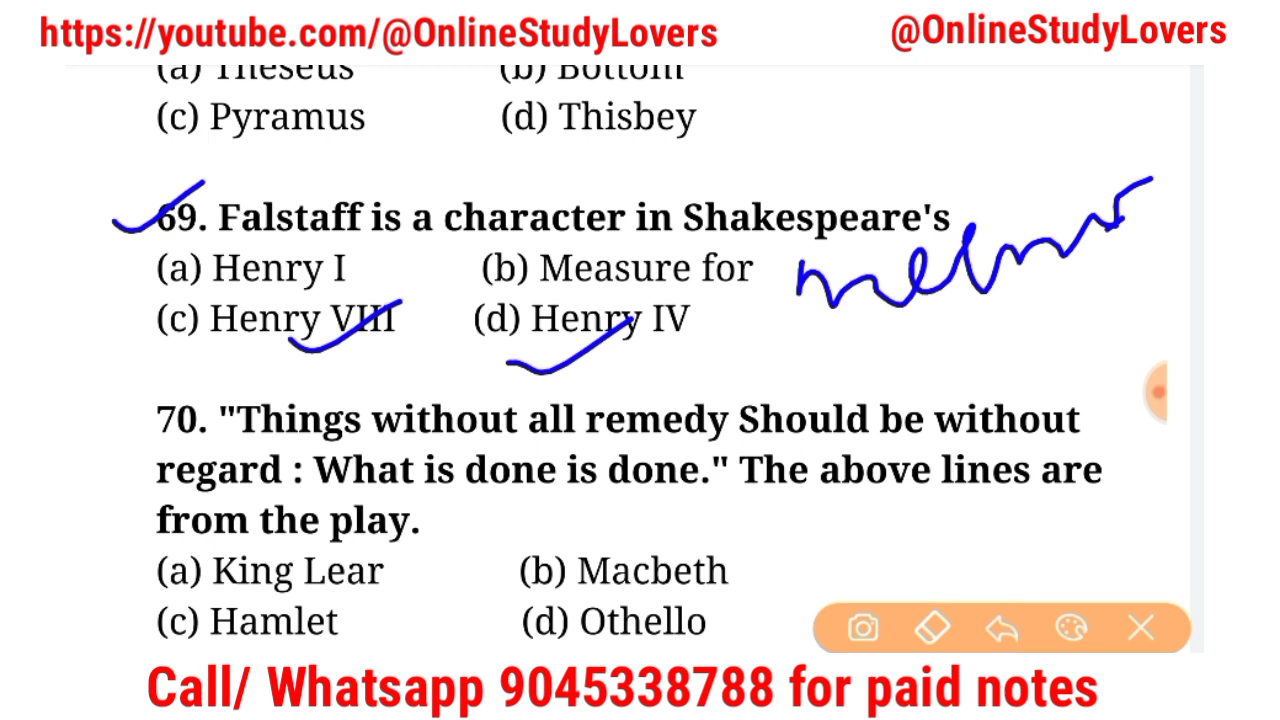 https://youtube.com/@OnlineStudyLovers @OnlineStudyLovers
(a) Theseus (b) Bottom
(c) Pyramus (d) Thisbey
69. Falstaff is a character in Shakespeare's
(a) Henry I (b) Measure for
(c) Henry VIII (d) Henry IV
70. "Things without all remedy Should be without
regard : What is done is done." The above lines are
from the play.
(a) King Lear (b) Macbeth
(c) Hamlet (d) Othello
Call/ Whatsapp 9045338788 for paid notes